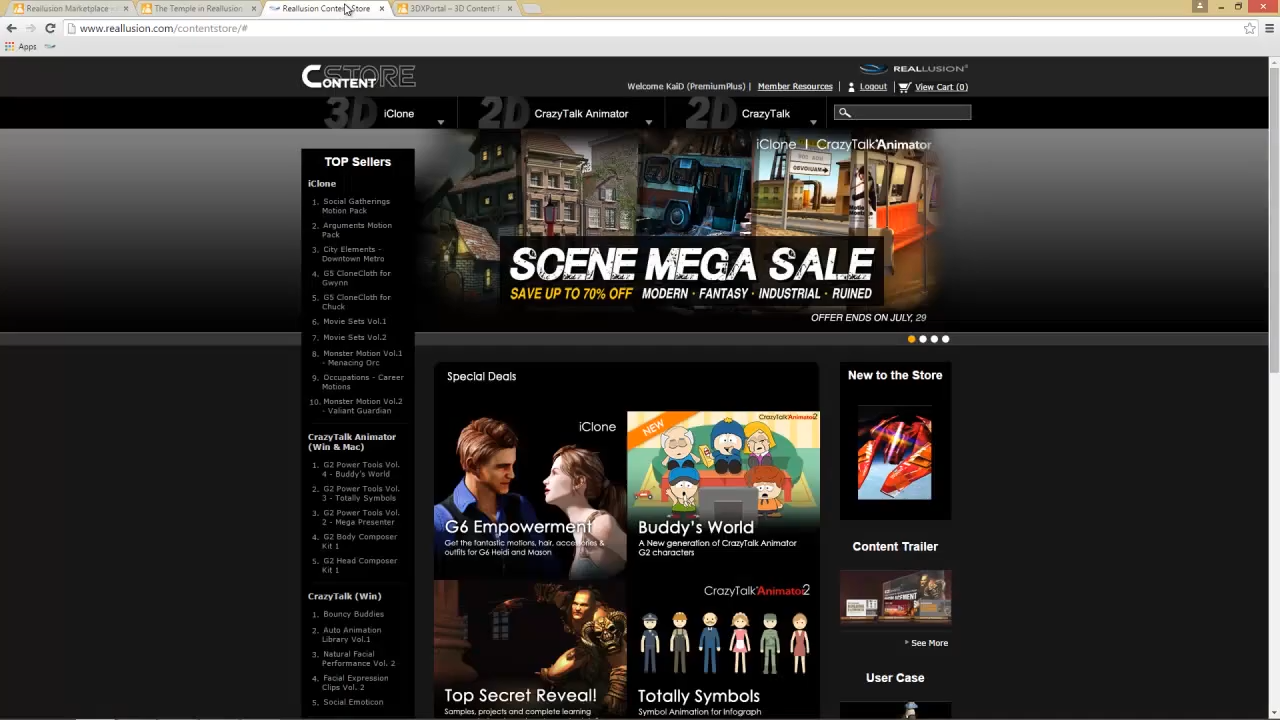 Reallusion Marketplace -
The Temple in Reallusion
Reallusion Content Store
3DXPortal – 3D Content
www.reallusion.com/contentstore/#
Apps
CONTENT STORE
REALLUSION
Welcome KaiD (PremiumPlus) | Member Resources | Logout | View Cart (0)
3D iClone
2D CrazyTalk Animator
2D CrazyTalk
iClone | CrazyTalk Animator
SCENE MEGA SALE
SAVE UP TO 70% OFF MODERN · FANTASY · INDUSTRIAL · RUINED
OFFER ENDS ON JULY, 29
TOP Sellers
iClone
1. Social Gatherings
Motion Pack
2. Arguments Motion
Pack
3. City Elements -
Downtown Metro
4. G5 CloneCloth for
Gwynn
5. G5 CloneCloth for
Chuck
6. Movie Sets Vol.1
7. Movie Sets Vol.2
8. Monster Motion Vol.1
- Menacing Orc
9. Occupations - Career
Motions
10. Monster Motion Vol.2
- Valiant Guardian
CrazyTalk Animator
(Win & Mac)
1. G2 Power Tools Vol.
4 - Buddy's World
2. G2 Power Tools Vol.
3 - Totally Symbols
3. G2 Power Tools Vol.
2 - Mega Presenter
4. G2 Body Composer
Kit 1
5. G2 Head Composer
Kit 1
CrazyTalk (Win)
1. Bouncy Buddies
2. Auto Animation
Library Vol.1
3. Natural Facial
Performance Vol. 2
4. Facial Expression
Clips Vol. 2
5. Social Emoticon
Special Deals
iClone
G6 Empowerment
Get the fantastic motions, hair, accessories &
outfits for G6 Heidi and Mason
NEW
CrazyTalk Animator2
Buddy's World
A New generation of CrazyTalk Animator
G2 characters
Top Secret Reveal!
Samples, projects and complete learning
CrazyTalk Animator2
Totally Symbols
Symbol Animation for Infograph
New to the Store
Content Trailer
See More
User Case